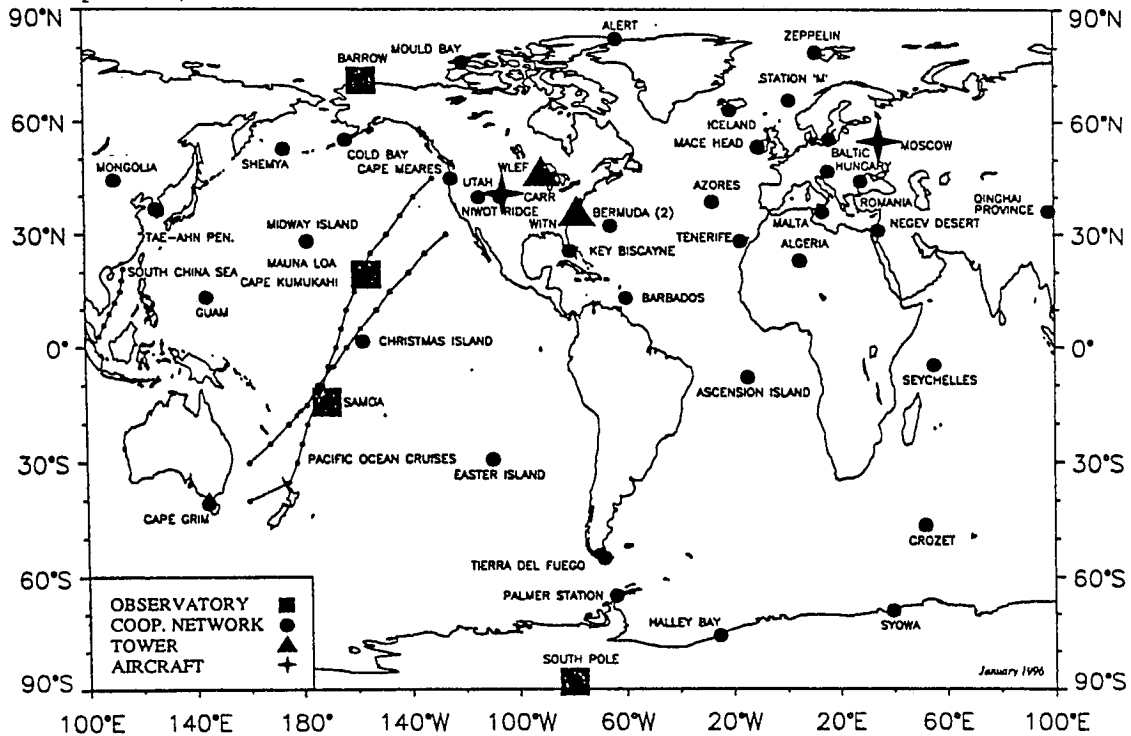 90°N 90°N
ALERT
ZEPPELIN
MOULD BAY
BARROW
STATION 'M'
60°N 60°N
ICELAND
MACE HEAD
MOSCOW
BALTIC
HUNGARY
MONGOLIA
SHEMYA
COLD BAY
CAPE MEARES
WLEF
UTAH
CARR
NIWOT RIDGE
AZORES
ROMANIA
QINGHAI
PROVINCE
MIDWAY ISLAND
WITN
BERMUDA (2)
MALTA
NEGEV DESERT
30°N 30°N
TAE-AHN PEN.
KEY BISCAYNE
TENERIFE
ALGERIA
MAUNA LOA
CAPE KUMUKAHI
SOUTH CHINA SEA
GUAM
BARBADOS
0° 0°
CHRISTMAS ISLAND
ASCENSION ISLAND
SEYCHELLES
SAMOA
30°S 30°S
PACIFIC OCEAN CRUISES
EASTER ISLAND
CAPE GRIM
CROZET
TIERRA DEL FUEGO
60°S 60°S
PALMER STATION
HALLEY BAY
SYOWA
OBSERVATORY
COOP. NETWORK
TOWER
AIRCRAFT
SOUTH POLE
January 1996
90°S 90°S
100°E 140°E 180° 140°W 100°W 60°W 20°W 20°E 60°E 100°E